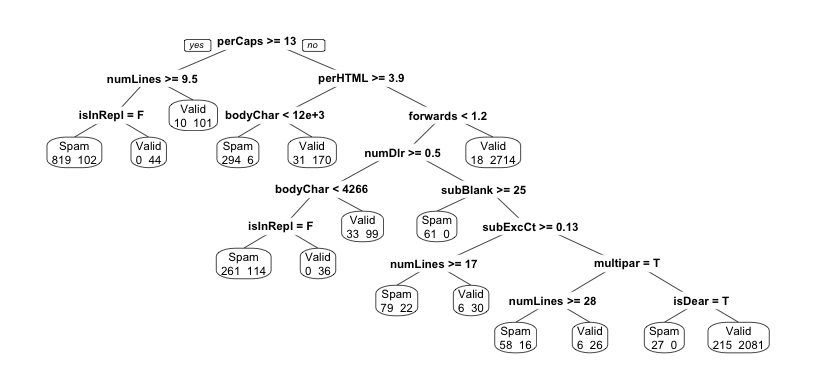 yes perCaps >= 13 no
numLines >= 9.5 perHTML >= 3.9
isInRepl = F Valid bodyChar < 12e+3 forwards < 1.2
10 101
Spam Valid Spam Valid numDlr >= 0.5 Valid
819 102 0 44 294 6 31 170 18 2714
bodyChar < 4266 subBlank >= 25
isInRepl = F Valid Spam subExcCt >= 0.13
33 99 61 0
Spam Valid numLines >= 17 multipar = T
261 114 0 36
Spam Valid numLines >= 28 isDear = T
79 22 6 30
Spam Valid Spam Valid
58 16 6 26 27 0 215 2081